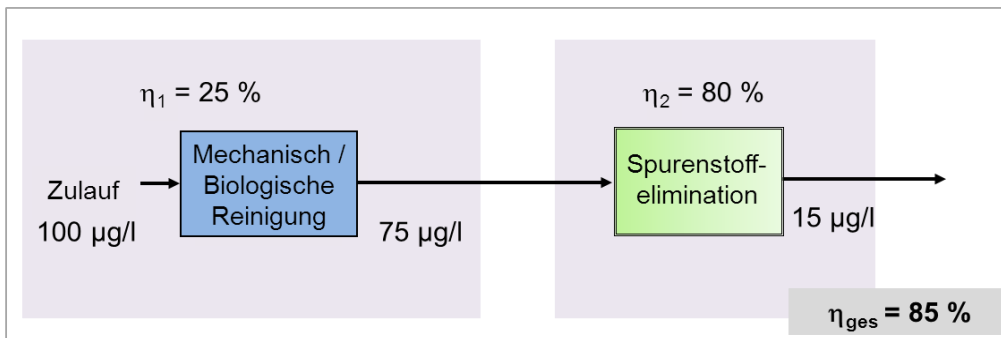 η₁ = 25 %
η₂ = 80 %
Mechanisch /
Biologische
Reinigung
Spurenstoff-
elimination
Zulauf
100 µg/l
75 µg/l
15 µg/l
ηges = 85 %